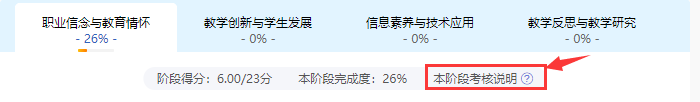 职业信念与教育情怀 教学创新与学生发展 信息素养与技术应用 教学反思与教学研究
- 26% - - 0% - - 0% - - 0% -
阶段得分：6.00/23分 本阶段完成度：26% 本阶段考核说明 ?